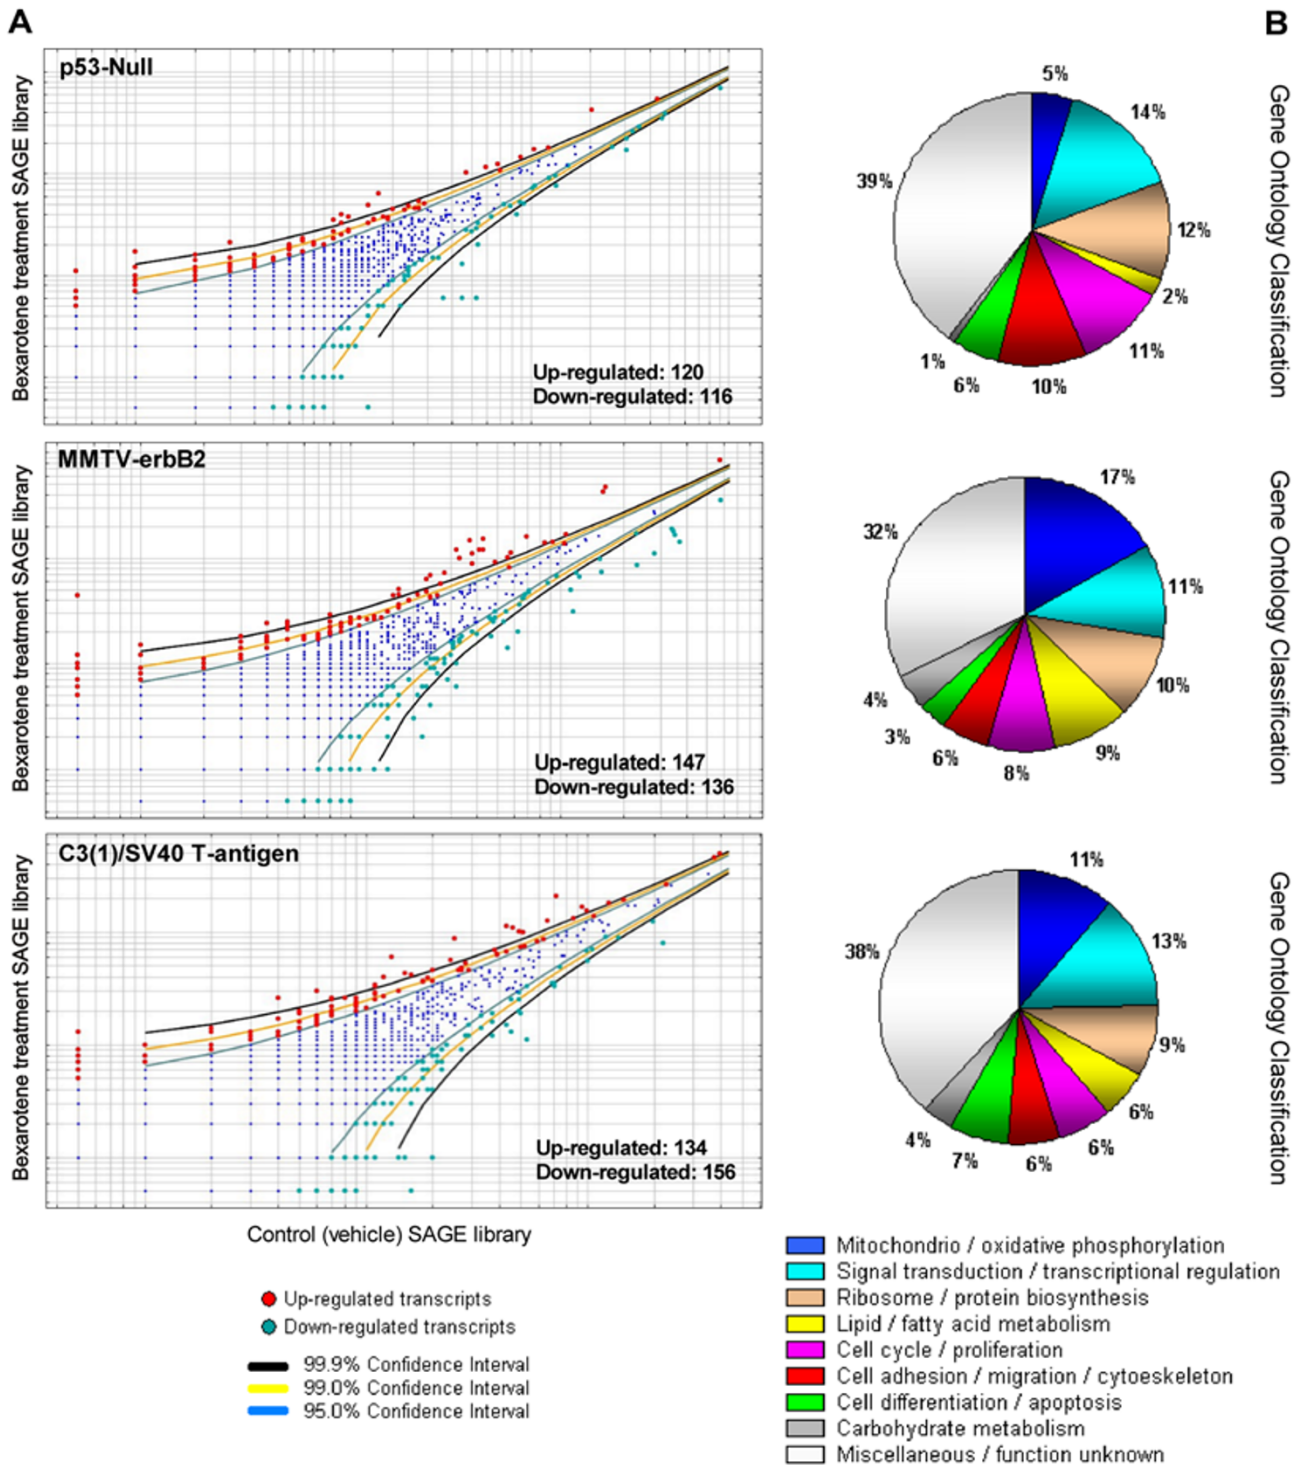 A
B
p53-Null
Bexarotene treatment SAGE library
Up-regulated: 120
Down-regulated: 116
5%
14%
12%
2%
11%
10%
6%
1%
39%
Gene Ontology Classification
MMTV-erbB2
Bexarotene treatment SAGE library
Up-regulated: 147
Down-regulated: 136
17%
11%
10%
9%
8%
6%
3%
4%
32%
Gene Ontology Classification
C3(1)/SV40 T-antigen
Bexarotene treatment SAGE library
Up-regulated: 134
Down-regulated: 156
11%
13%
9%
6%
6%
6%
7%
4%
38%
Gene Ontology Classification
Control (vehicle) SAGE library
Up-regulated transcripts
Down-regulated transcripts
99.9% Confidence Interval
99.0% Confidence Interval
95.0% Confidence Interval
Mitochondrio / oxidative phosphorylation
Signal transduction / transcriptional regulation
Ribosome / protein biosynthesis
Lipid / fatty acid metabolism
Cell cycle / proliferation
Cell adhesion / migration / cytoeskeleton
Cell differentiation / apoptosis
Carbohydrate metabolism
Miscellaneous / function unknown